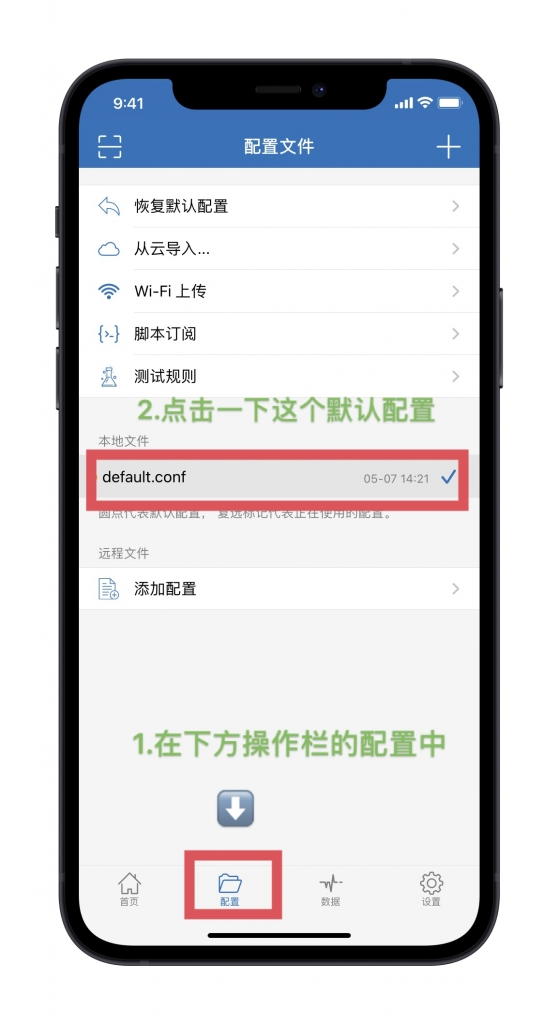 9:41
配置文件
恢复默认配置
从云导入...
Wi-Fi 上传
脚本订阅
测试规则
2.点击一下这个默认配置
本地文件
default.conf 05-07 14:21
圆点代表默认配置，复选标记代表正在使用的配置。
远程文件
添加配置
1.在下方操作栏的配置中
首页 配置 数据 设置